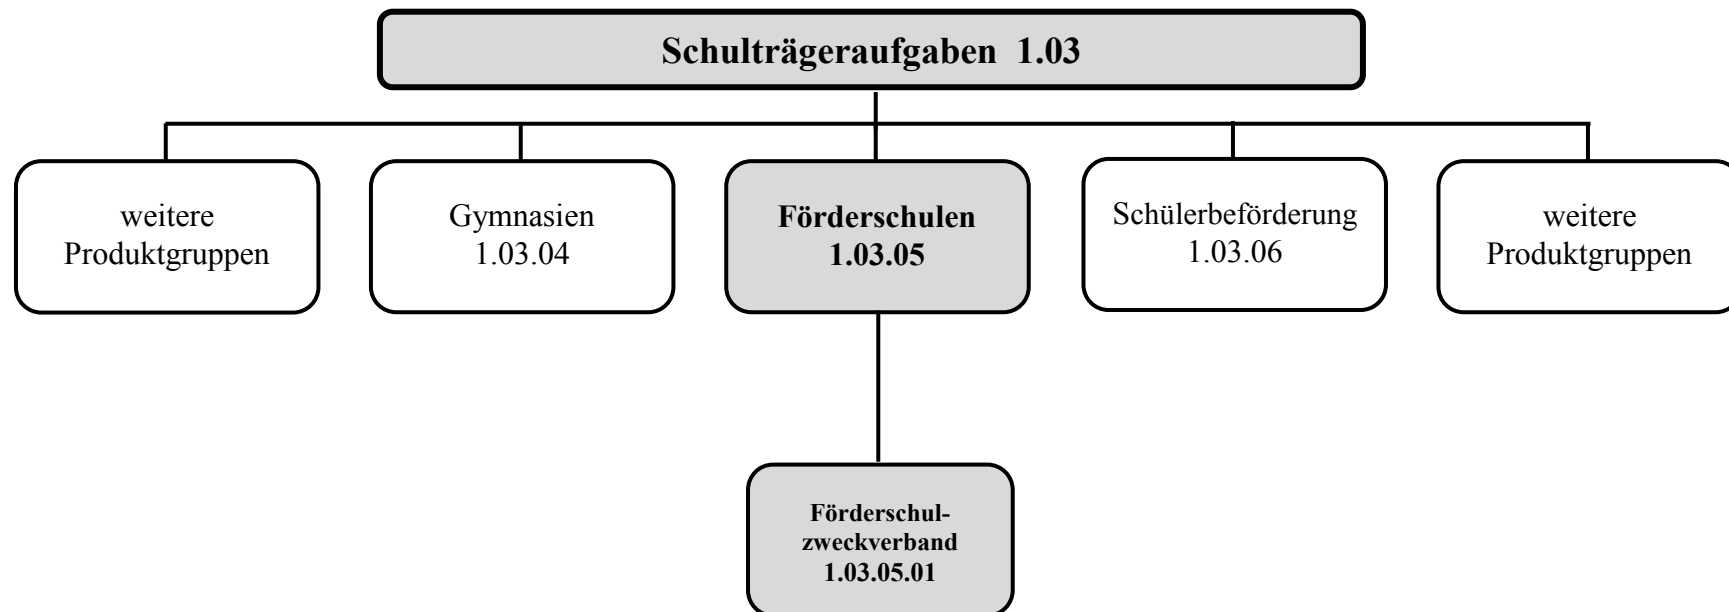 Schulträgeraufgaben 1.03
weitere
Produktgruppen
Gymnasien
1.03.04
Förderschulen
1.03.05
Schülerbeförderung
1.03.06
weitere
Produktgruppen
Förderschul-
zweckverband
1.03.05.01